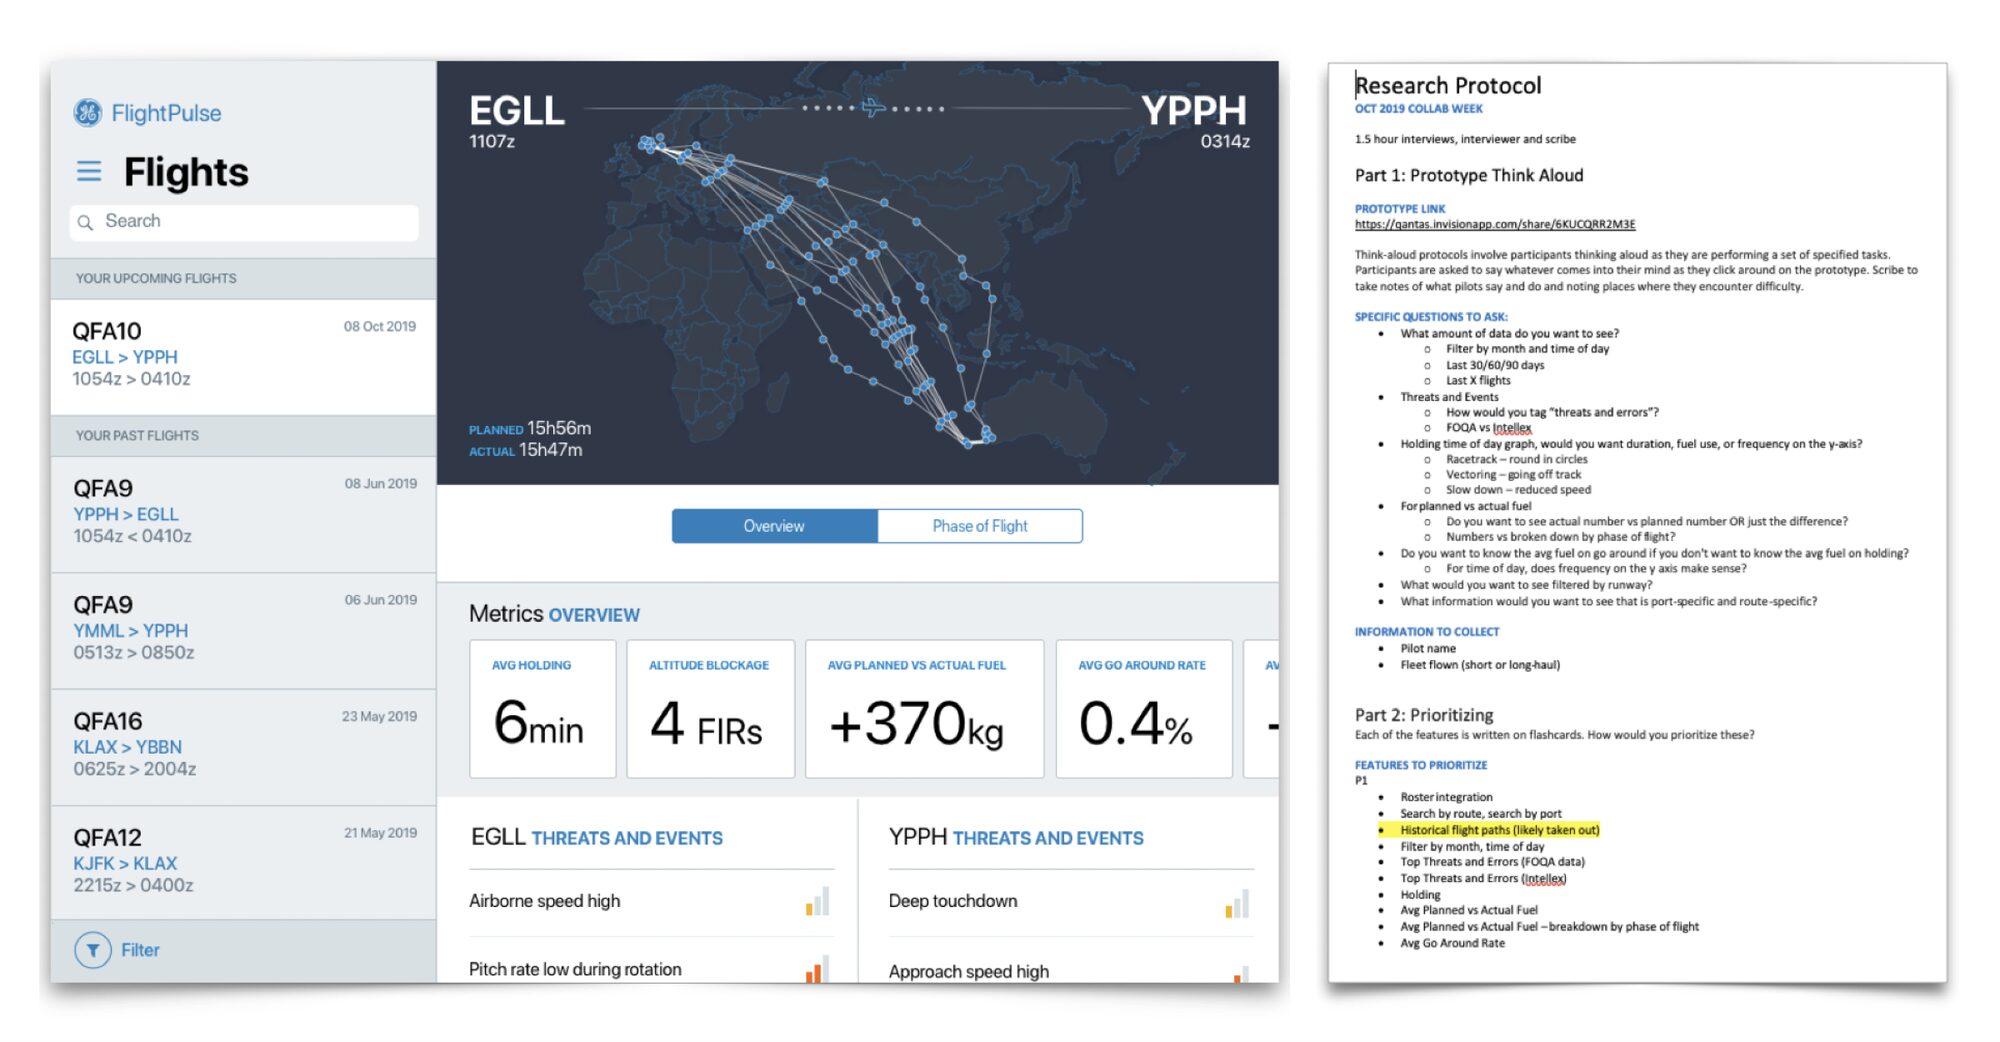 FlightPulse
Flights
Search
YOUR UPCOMING FLIGHTS
QFA10
08 Oct 2019
EGLL > YPPH
1054z > 0410z
YOUR PAST FLIGHTS
QFA9
08 Jun 2019
YPPH > EGLL
1054z < 0410z
QFA9
06 Jun 2019
YMML > YPPH
0513z > 0850z
QFA16
23 May 2019
KLAX > YBBN
0625z > 2004z
QFA12
21 May 2019
KJFK > KLAX
2215z > 0400z
Filter
EGLL
1107z
YPPH
0314z
PLANNED 15h56m
ACTUAL 15h47m
Overview
Phase of Flight
Metrics OVERVIEW
AVG HOLDING
6min
ALTITUDE BLOCKAGE
4 FIRs
AVG PLANNED VS ACTUAL FUEL
+370kg
AVG GO AROUND RATE
0.4%
AV
-
EGLL THREATS AND EVENTS
Airborne speed high
Pitch rate low during rotation
YPPH THREATS AND EVENTS
Deep touchdown
Approach speed high
Research Protocol
OCT 2019 COLLAB WEEK
1.5 hour interviews, interviewer and scribe
Part 1: Prototype Think Aloud
PROTOTYPE LINK
https://qantas.invisionapp.com/share/6KUCQRR2M3E
Think-aloud protocols involve participants thinking aloud as they are performing a set of specified tasks.
Participants are asked to say whatever comes into their mind as they click around on the prototype. Scribe to
take notes of what pilots say and do and noting places where they encounter difficulty.
SPECIFIC QUESTIONS TO ASK:
• What amount of data do you want to see?
o Filter by month and time of day
o Last 30/60/90 days
o Last X flights
• Threats and Events
o How would you tag “threats and errors”?
o FOQA vs Intellex
• Holding time of day graph, would you want duration, fuel use, or frequency on the y-axis?
o Racetrack – round in circles
o Vectoring – going off track
o Slow down – reduced speed
• For planned vs actual fuel
o Do you want to see actual number vs planned number OR just the difference?
o Numbers vs broken down by phase of flight?
• Do you want to know the avg fuel on go around if you don't want to know the avg fuel on holding?
o For time of day, does frequency on the y axis make sense?
• What would you want to see filtered by runway?
• What information would you want to see that is port-specific and route-specific?
INFORMATION TO COLLECT
• Pilot name
• Fleet flown (short or long-haul)
Part 2: Prioritizing
Each of the features is written on flashcards. How would you prioritize these?
FEATURES TO PRIORITIZE
P1
• Roster integration
• Search by route, search by port
• Historical flight paths (likely taken out)
• Filter by month, time of day
• Top Threats and Errors (FOQA data)
• Top Threats and Errors (Intellex)
• Holding
• Avg Planned vs Actual Fuel
• Avg Planned vs Actual Fuel – breakdown by phase of flight
• Avg Go Around Rate